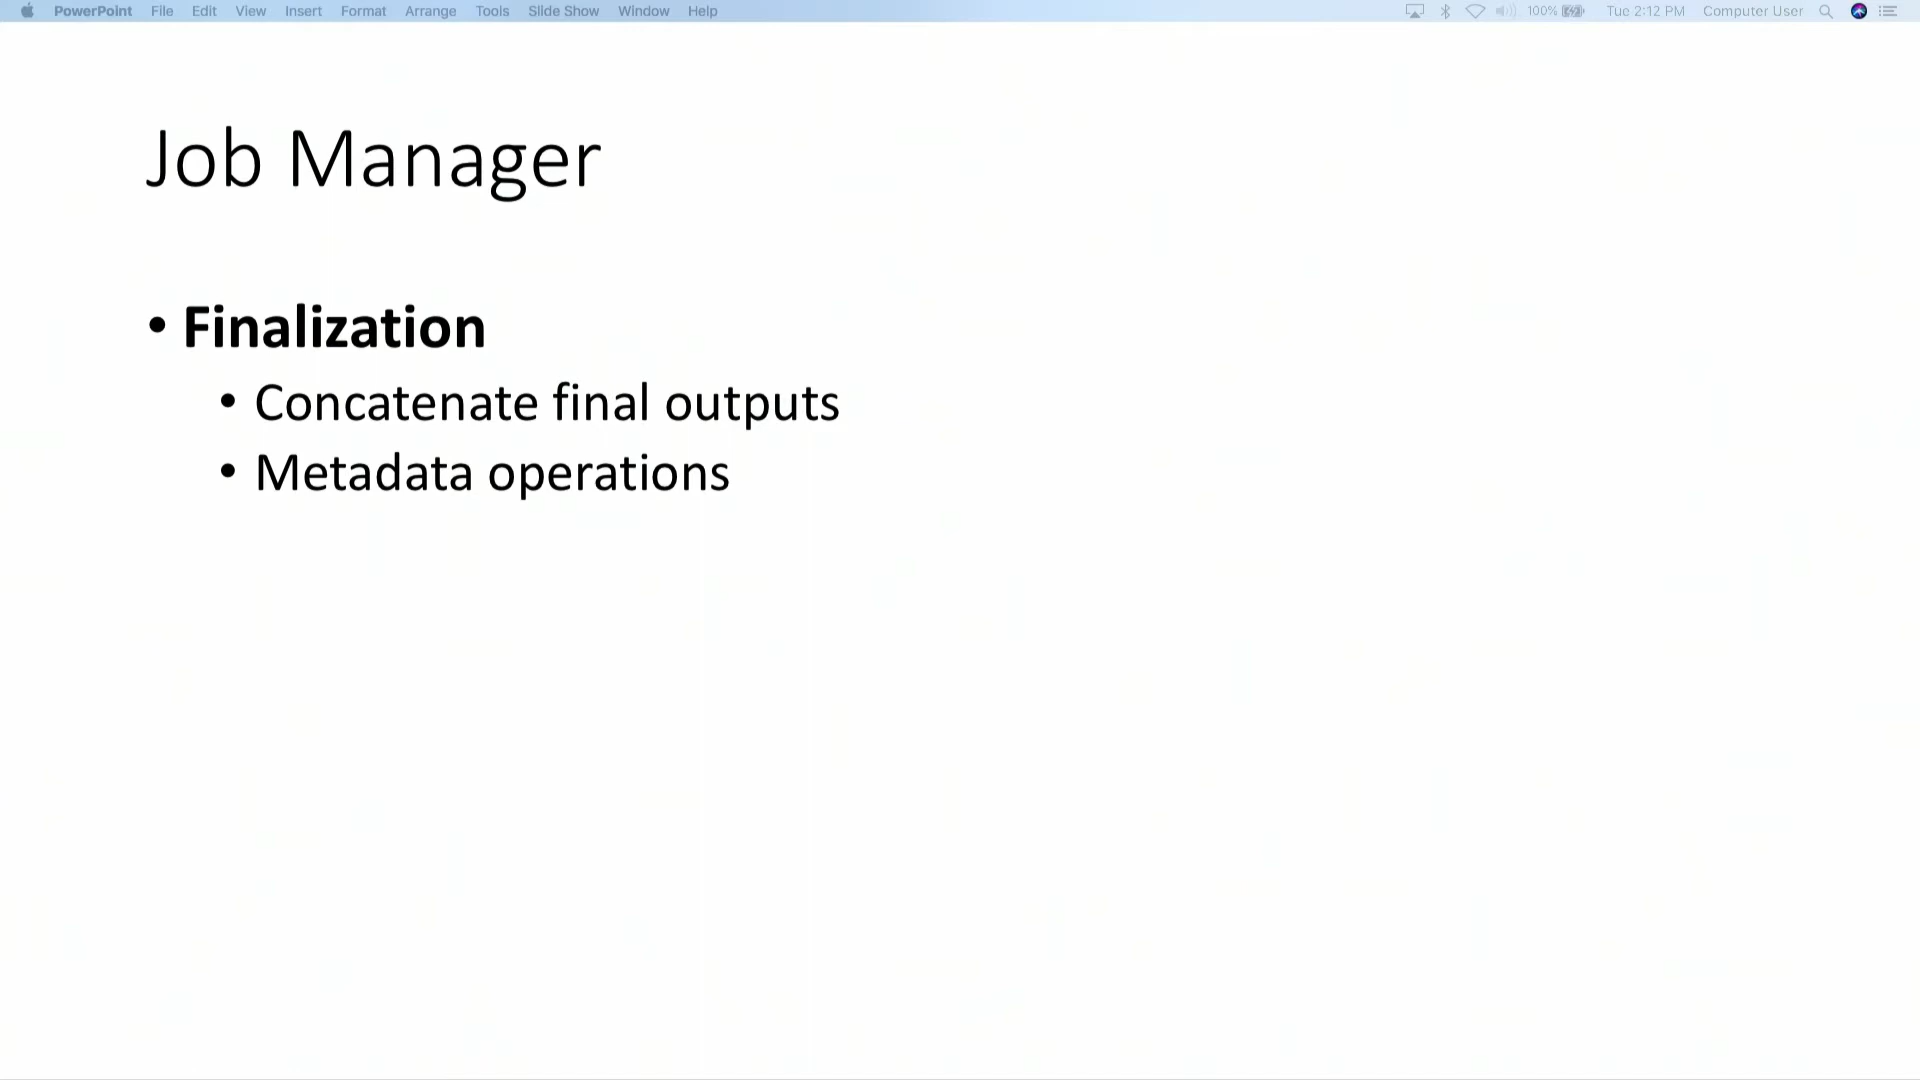 PowerPoint File Edit View Insert Format Arrange Tools Slide Show Window Help 100% Tue 2:12 PM Computer User
Job Manager
• Finalization
• Concatenate final outputs
• Metadata operations